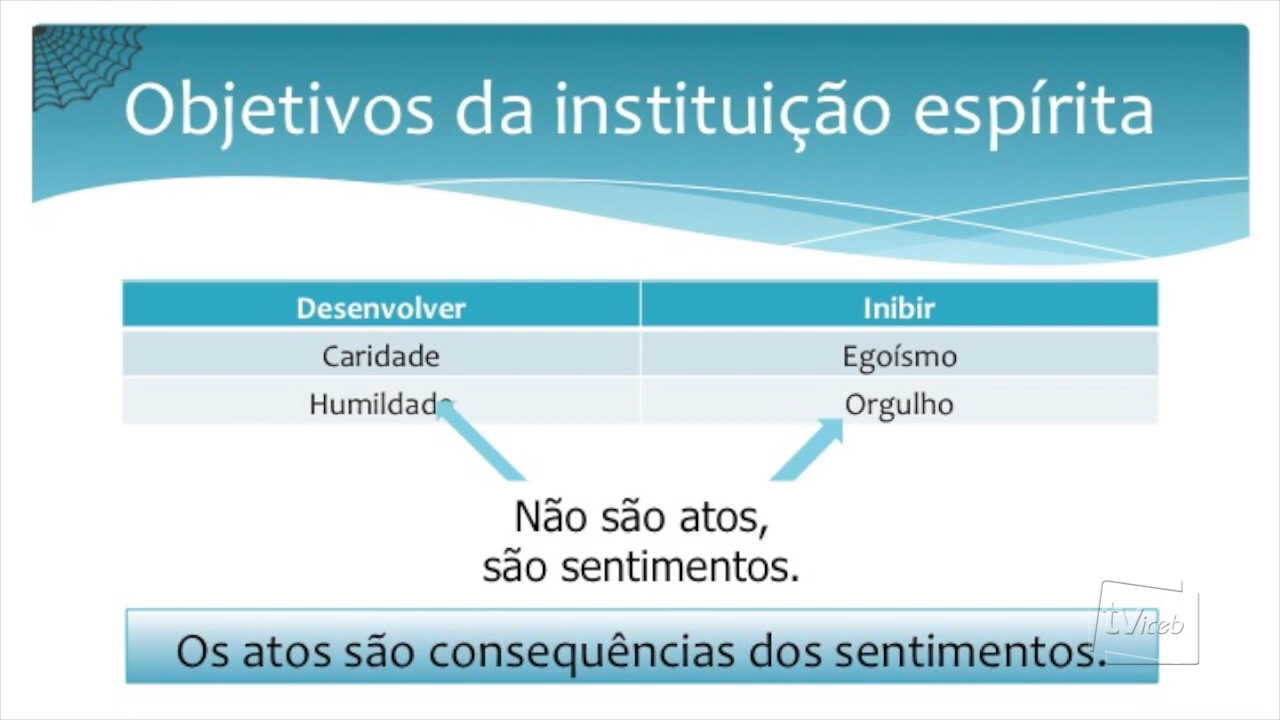 Objetivos da instituição espírita
Desenvolver Inibir
Caridade Egoísmo
Humildade Orgulho
Não são atos,
são sentimentos.
Os atos são consequências dos sentimentos.
tviceb